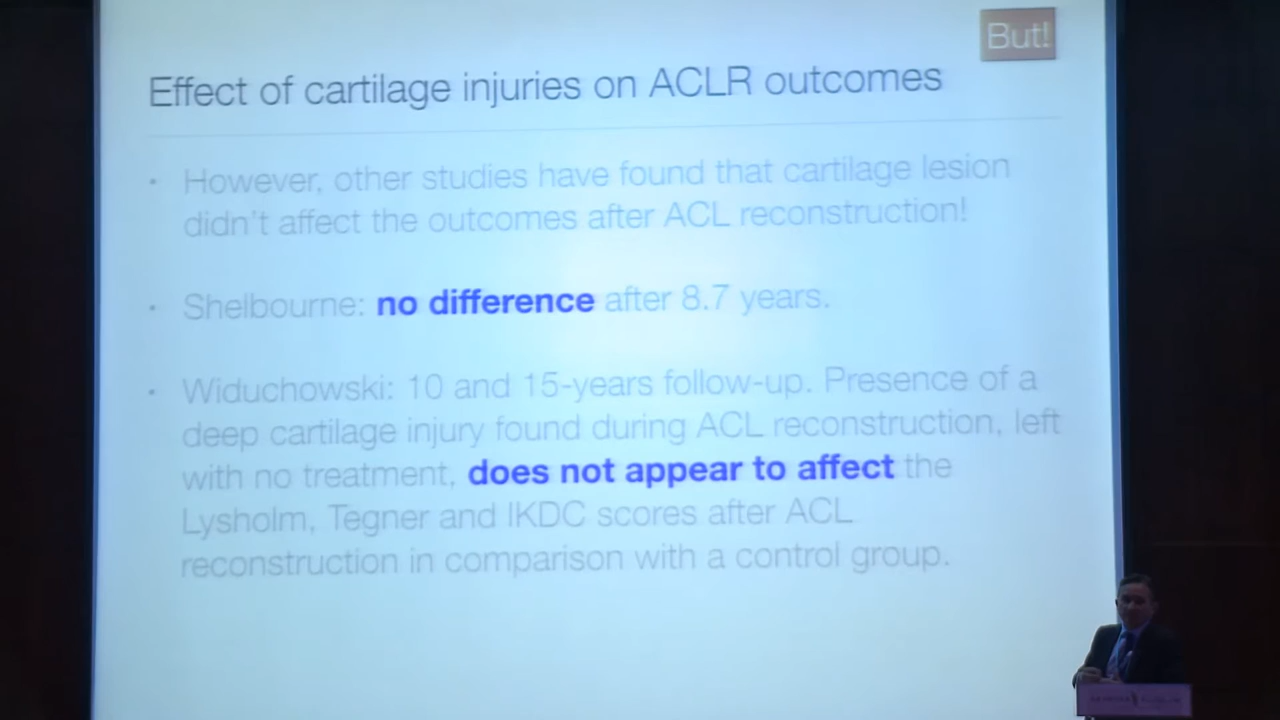 But!
Effect of cartilage injuries on ACLR outcomes
• However, other studies have found that cartilage lesion
didn't affect the outcomes after ACL reconstruction!
• Shelbourne: no difference after 8.7 years.
• Widuchowski: 10 and 15-years follow-up. Presence of a
deep cartilage injury found during ACL reconstruction, left
with no treatment, does not appear to affect the
Lysholm, Tegner and IKDC scores after ACL
reconstruction in comparison with a control group.